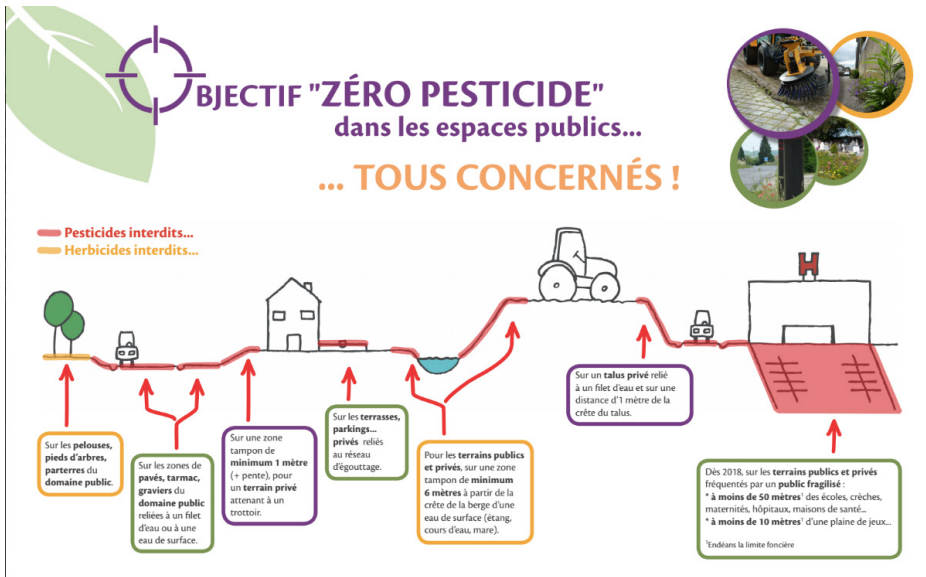 OBJECTIF "ZÉRO PESTICIDE"
dans les espaces publics...
... TOUS CONCERNÉS !
Pesticides interdits...
Herbicides interdits...
H
Sur les pelouses,
pieds d'arbres,
parterres du
domaine public.
Sur les zones de
pavés, tarmac,
graviers du
domaine public
reliées à un filet
d'eau ou à une
eau de surface.
Sur une zone
tampon de
minimum 1 mètre
(+ pente), pour
un terrain privé
attenant à un
trottoir.
Sur les terrasses,
parkings...
privés reliés
au réseau
d'égouttage.
Pour les terrains publics
et privés, sur une zone
tampon de minimum
6 mètres à partir de la
crête de la berge d'une
eau de surface (étang,
cours d'eau, mare).
Sur un talus privé relié
à un filet d'eau et sur une
distance d'1 mètre de la
crête du talus.
Dès 2018, sur les terrains publics et privés
fréquentés par un public fragilisé :
* à moins de 50 mètres¹ des écoles, crèches,
maternités, hôpitaux, maisons de santé...
* à moins de 10 mètres¹ d'une plaine de jeux...
¹Endéans la limite foncière